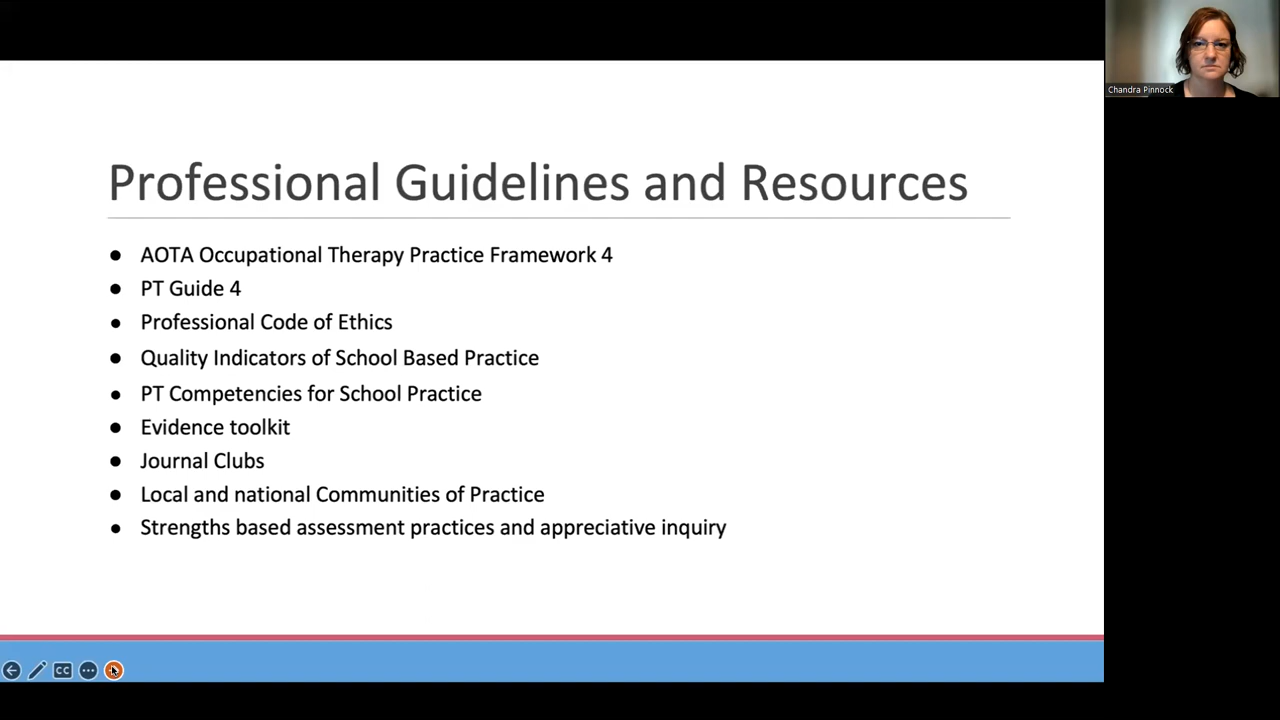 Professional Guidelines and Resources
● AOTA Occupational Therapy Practice Framework 4
● PT Guide 4
● Professional Code of Ethics
● Quality Indicators of School Based Practice
● PT Competencies for School Practice
● Evidence toolkit
● Journal Clubs
● Local and national Communities of Practice
● Strengths based assessment practices and appreciative inquiry
Chandra Pinnock
CC